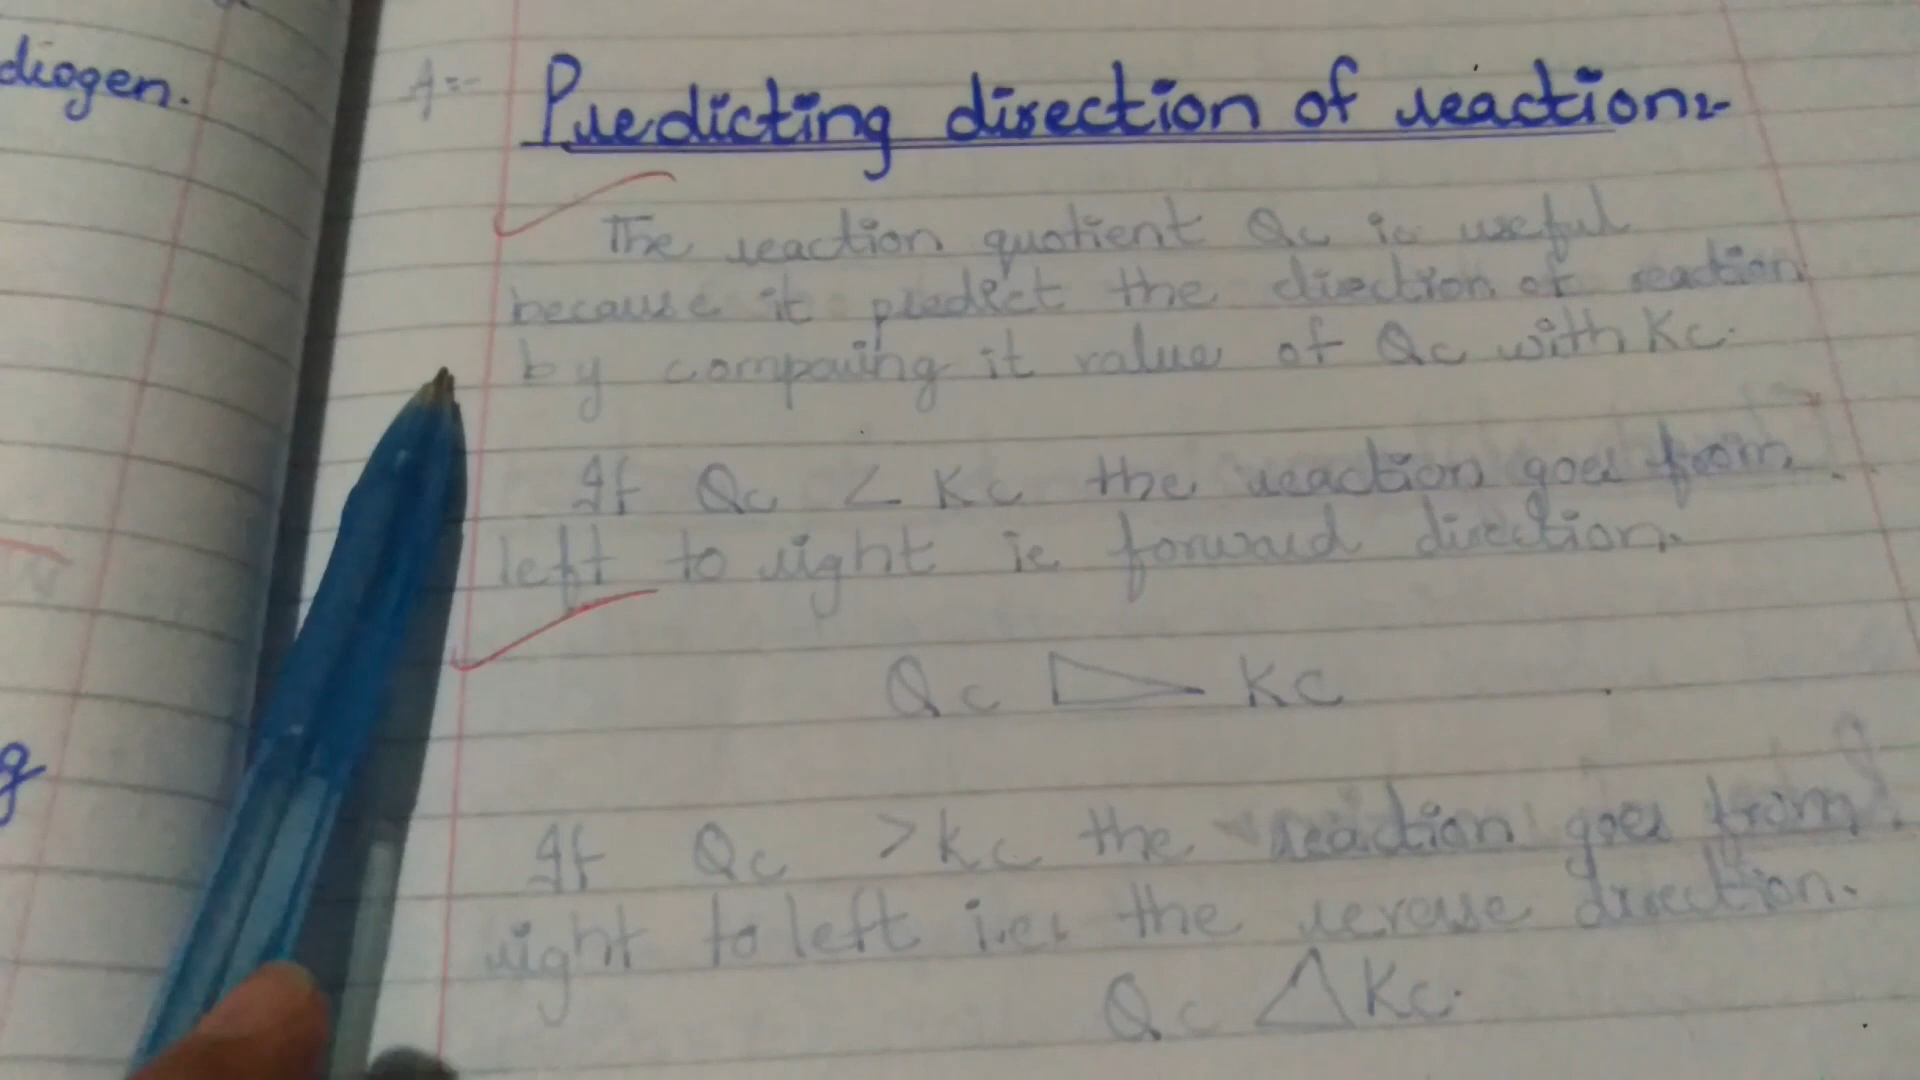 diogen.
g
A:-
Predicting direction of reaction:-
The reaction quotient Qc is useful
because it predict the direction of reaction
by comparing it value of Qc with Kc.
If Qc < Kc the reaction goes from
left to right ie forward direction.
Qc Kc
If Qc > Kc the reaction goes from
right to left i.e. the reverse direction.
Qc Kc.